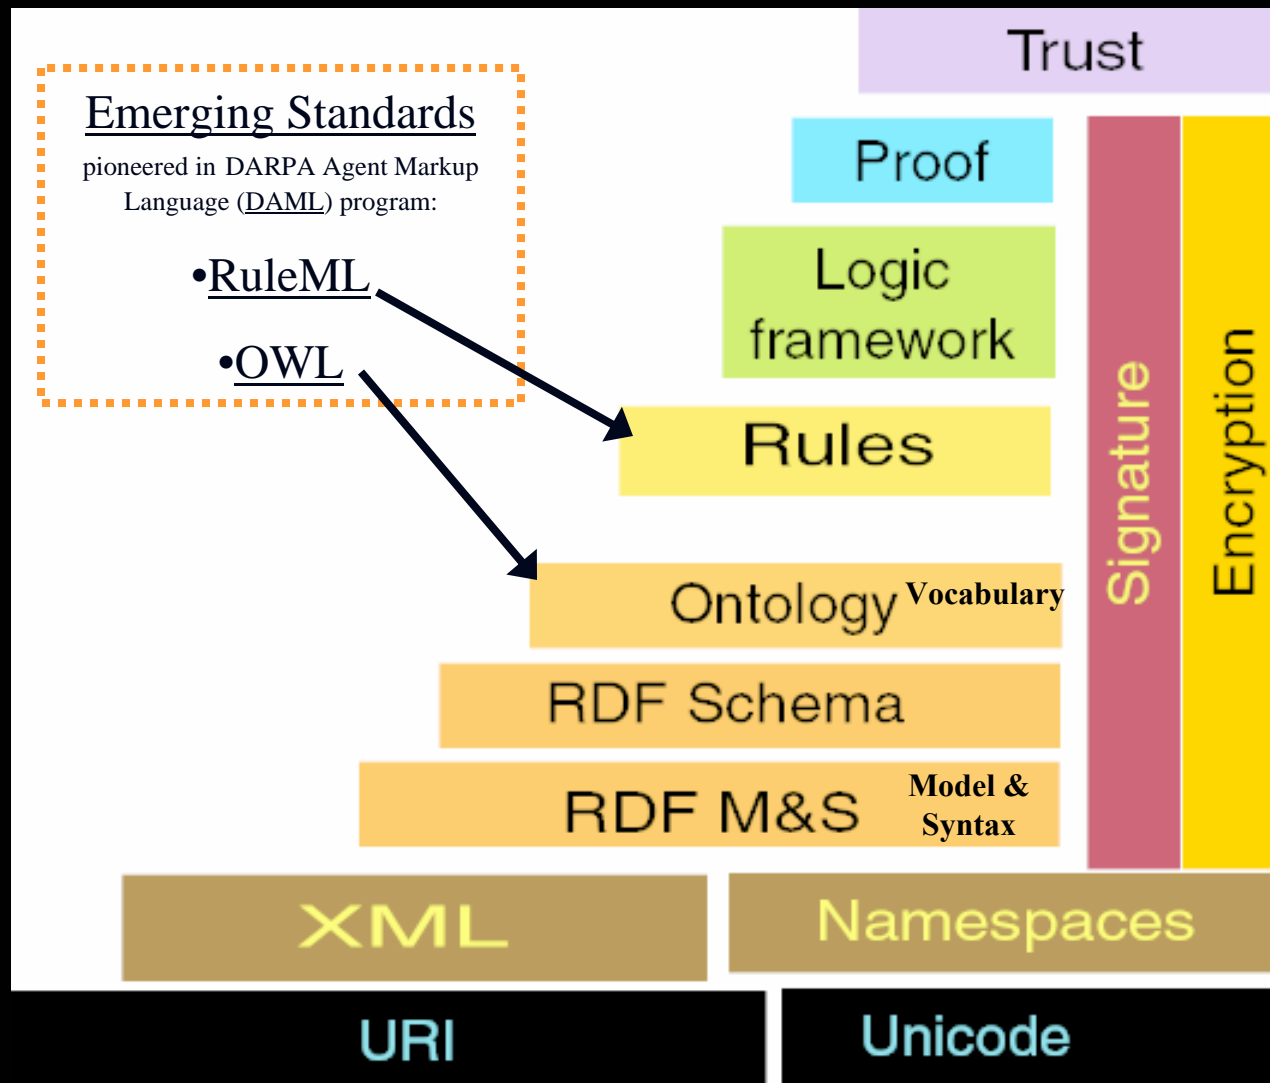 Emerging Standards
pioneered in DARPA Agent Markup
Language (DAML) program:
•RuleML
•OWL
Trust
Proof
Logic
framework
Rules
Ontology Vocabulary
RDF Schema
RDF M&S Model &
Syntax
Signature
Encryption
XML
Namespaces
URI
Unicode